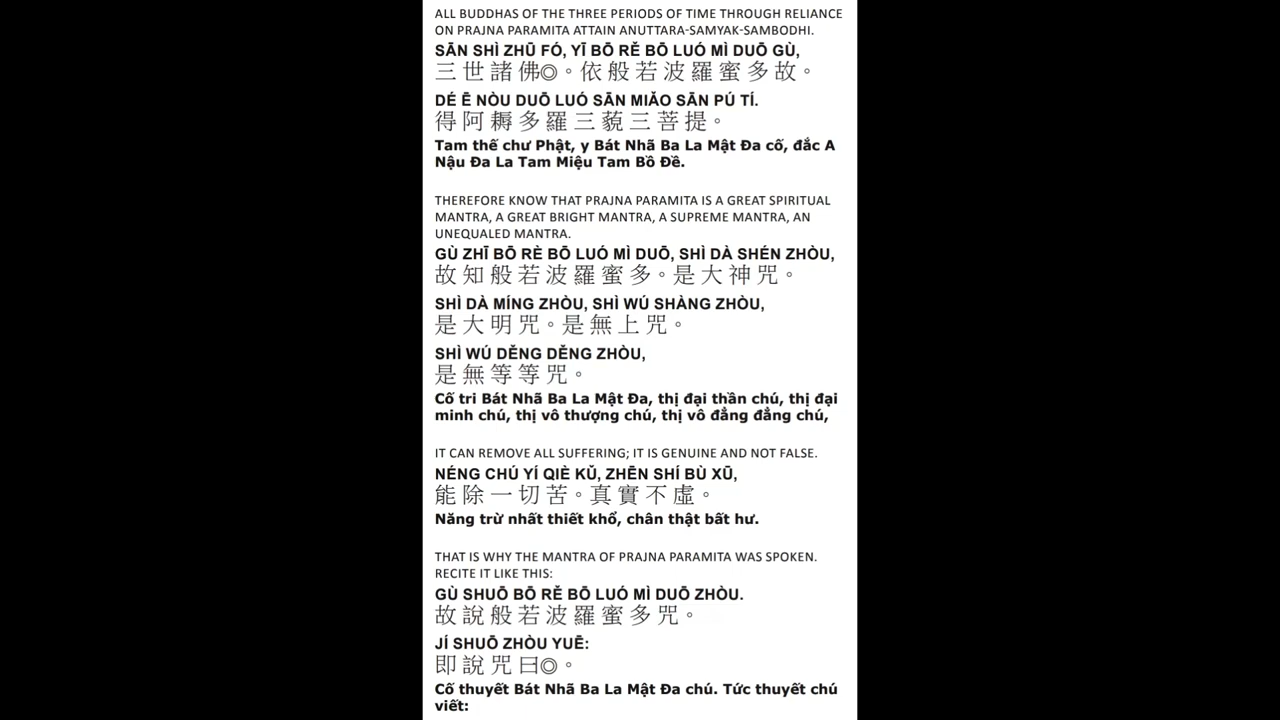 ALL BUDDHAS OF THE THREE PERIODS OF TIME THROUGH RELIANCE
ON PRAJNA PARAMITA ATTAIN ANUTTARA-SAMYAK-SAMBODHI.
SĀN SHÌ ZHŪ FÓ, YĪ BŌ RĚ BŌ LUÓ MÌ DUŌ GÙ,
三世諸佛◎。依般若波羅蜜多故。
DÉ Ē NÒU DUŌ LUÓ SĀN MIǍO SĀN PÚ TÍ.
得阿耨多羅三藐三菩提。
Tam thế chư Phật, y Bát Nhã Ba La Mật Đa cố, đắc A
Nậu Đa La Tam Miệu Tam Bồ Đề.
THEREFORE KNOW THAT PRAJNA PARAMITA IS A GREAT SPIRITUAL
MANTRA, A GREAT BRIGHT MANTRA, A SUPREME MANTRA, AN
UNEQUALED MANTRA.
GÙ ZHĪ BŌ RÈ BŌ LUÓ MÌ DUŌ, SHÌ DÀ SHÉN ZHÒU,
故知般若波羅蜜多。是大神咒。
SHÌ DÀ MÍNG ZHÒU, SHÌ WÚ SHÀNG ZHÒU,
是大明咒。是無上咒。
SHÌ WÚ DĚNG DĚNG ZHÒU,
是無等等咒。
Cố tri Bát Nhã Ba La Mật Đa, thị đại thần chú, thị đại
minh chú, thị vô thượng chú, thị vô đẳng đẳng chú,
IT CAN REMOVE ALL SUFFERING; IT IS GENUINE AND NOT FALSE.
NÉNG CHÚ YÍ QIÈ KǓ, ZHĒN SHÍ BÙ XŪ,
能除一切苦。真實不虛。
Năng trừ nhất thiết khổ, chân thật bất hư.
THAT IS WHY THE MANTRA OF PRAJNA PARAMITA WAS SPOKEN.
RECITE IT LIKE THIS:
GÙ SHUŌ BŌ RĚ BŌ LUÓ MÌ DUŌ ZHÒU.
故說般若波羅蜜多咒。
JÍ SHUŌ ZHÒU YUĒ:
即說咒曰◎。
Cố thuyết Bát Nhã Ba La Mật Đa chú. Tức thuyết chú
viết: